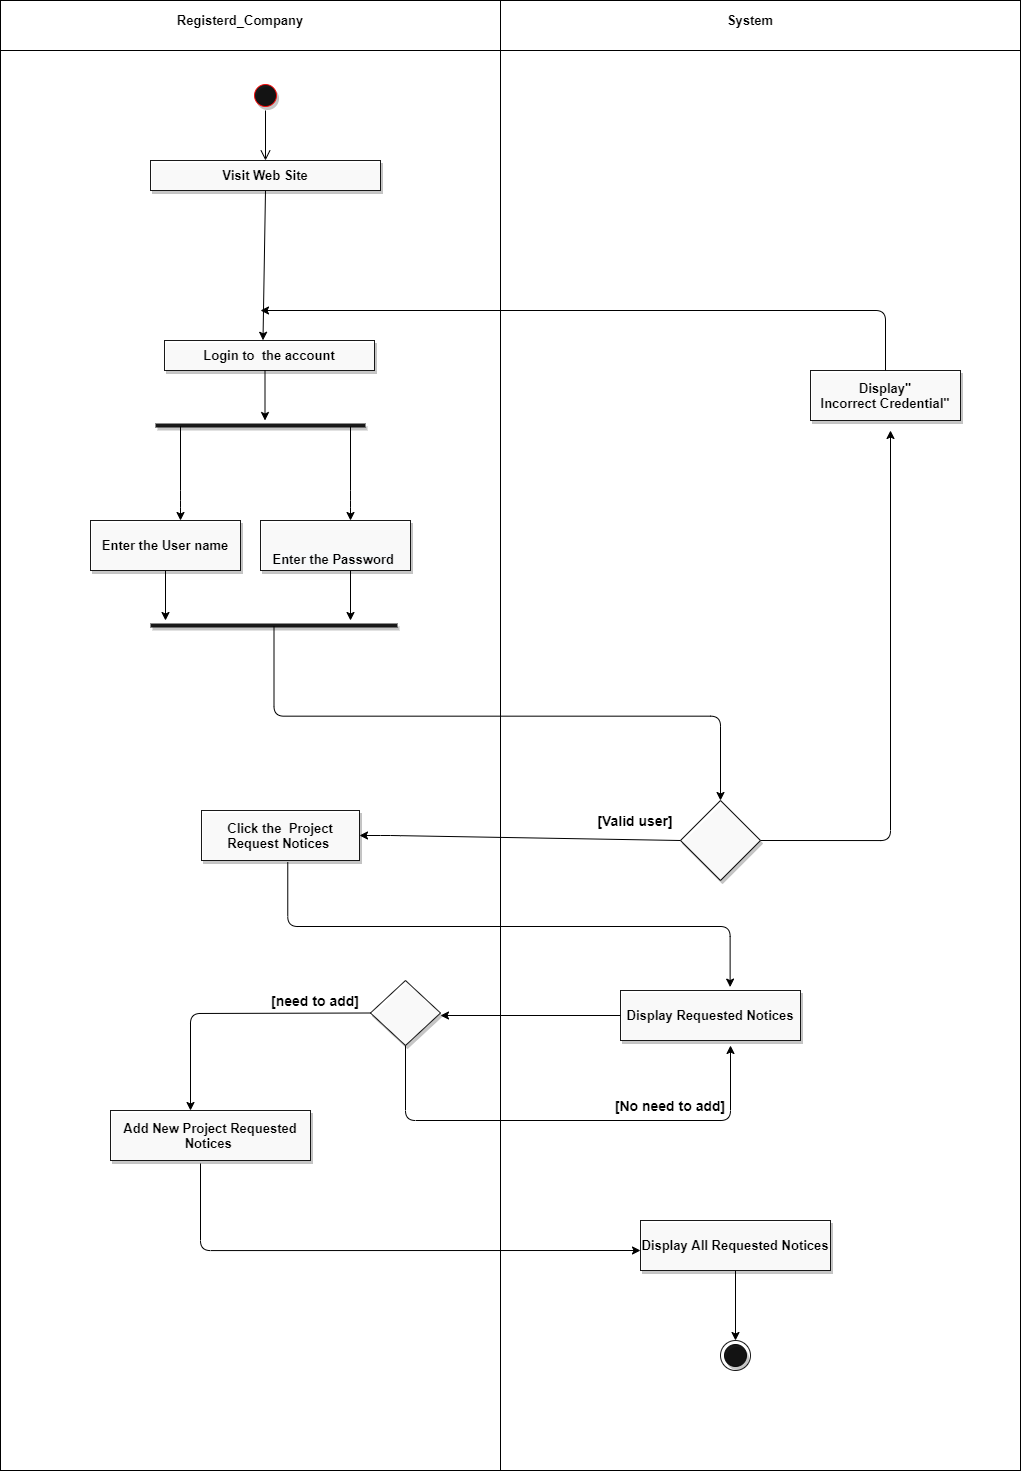 Registerd_Company
System
Visit Web Site
Login to the account
Display"
Incorrect Credential"
Enter the User name
Enter the Password
[Valid user]
Click the Project
Request Notices
[need to add]
Display Requested Notices
[No need to add]
Add New Project Requested
Notices
Display All Requested Notices